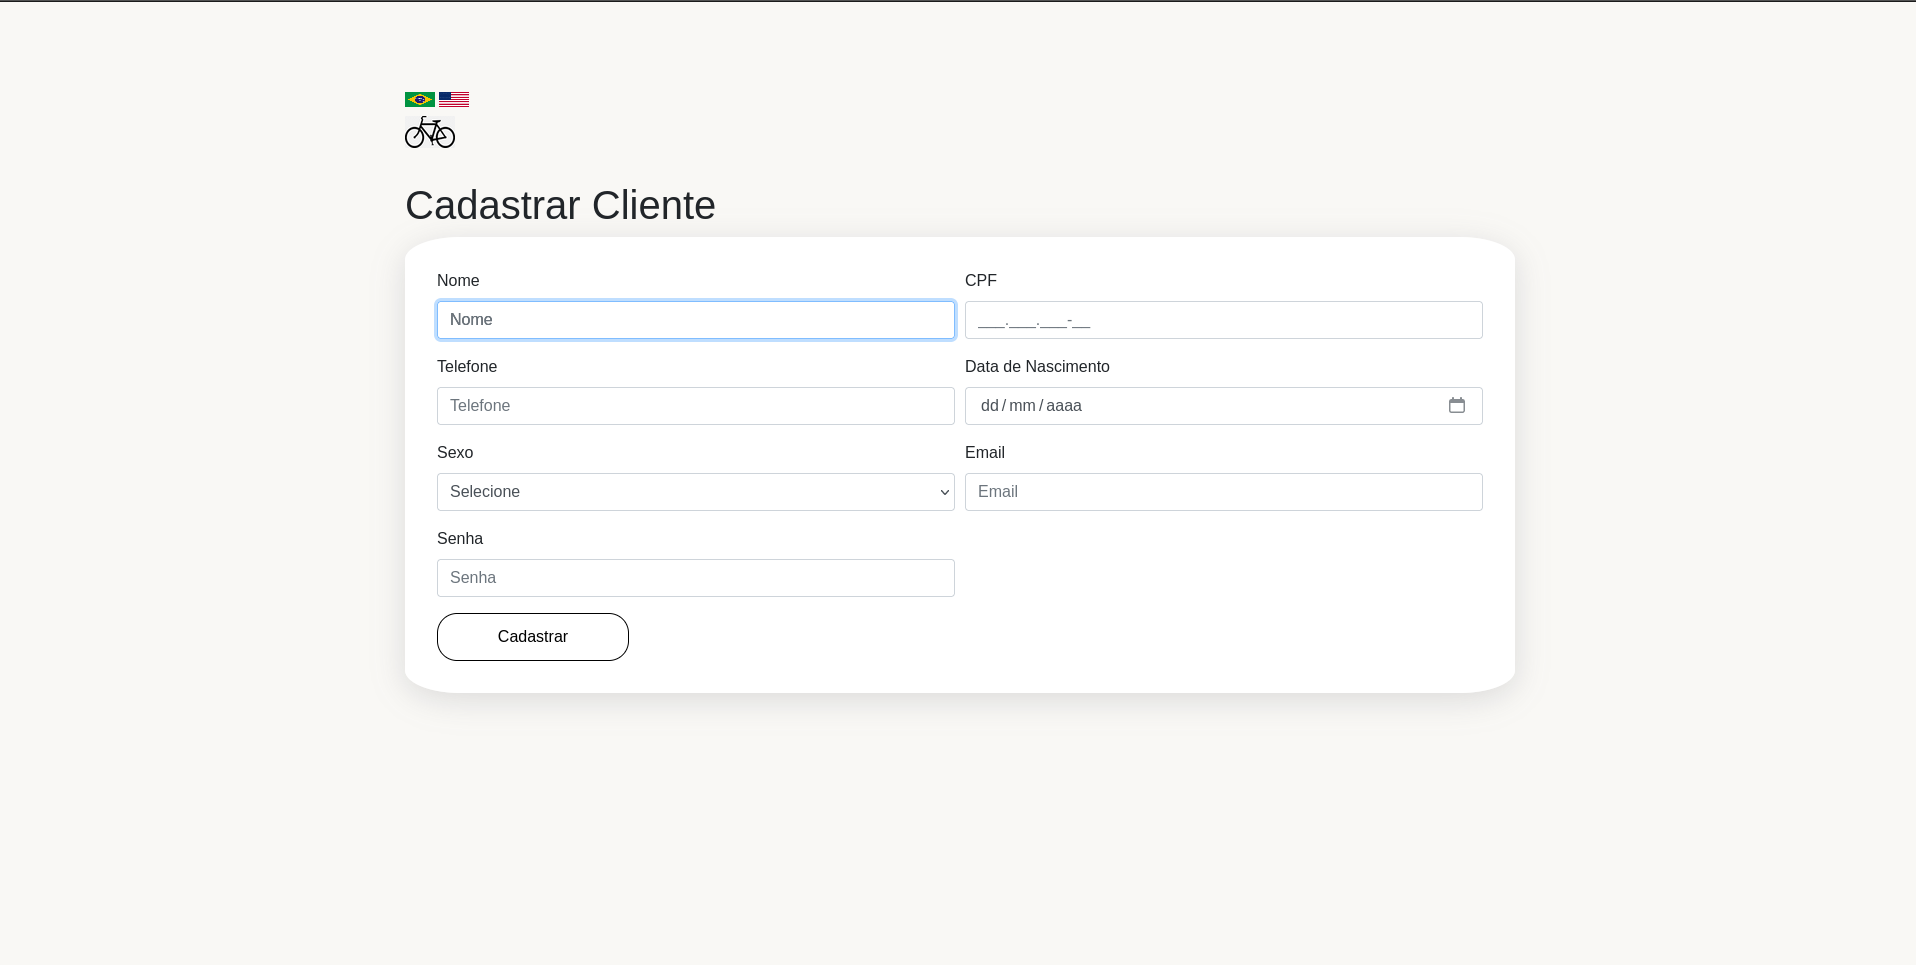 Cadastrar Cliente
Nome
CPF
Nome
___.___.___-__
Telefone
Data de Nascimento
Telefone
dd/mm/aaaa
Sexo
Email
Selecione
Email
Senha
Senha
Cadastrar